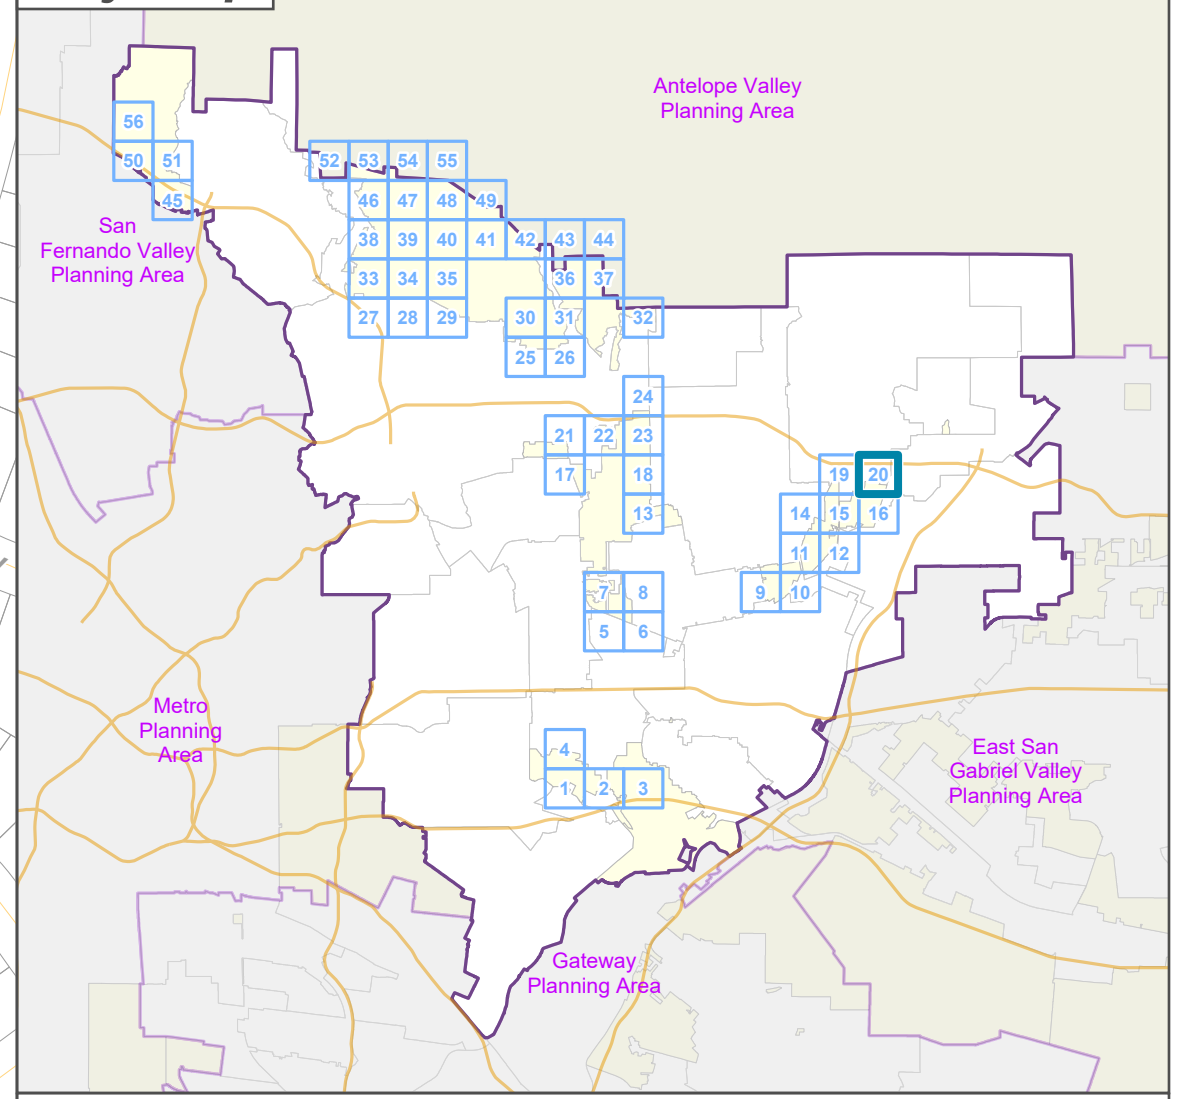 Antelope Valley
Planning Area
56
50 51
45
52 53 54 55
46 47 48 49
38 39 40 41 42 43 44
33 34 35 36 37
27 28 29 30 31 32
25 26
San
Fernando Valley
Planning Area
24
21 22 23
17 18
13
19 20
14 15 16
11 12
9 10
7 8
5 6
4
1 2 3
Metro
Planning
Area
East San
Gabriel Valley
Planning Area
Gateway
Planning Area